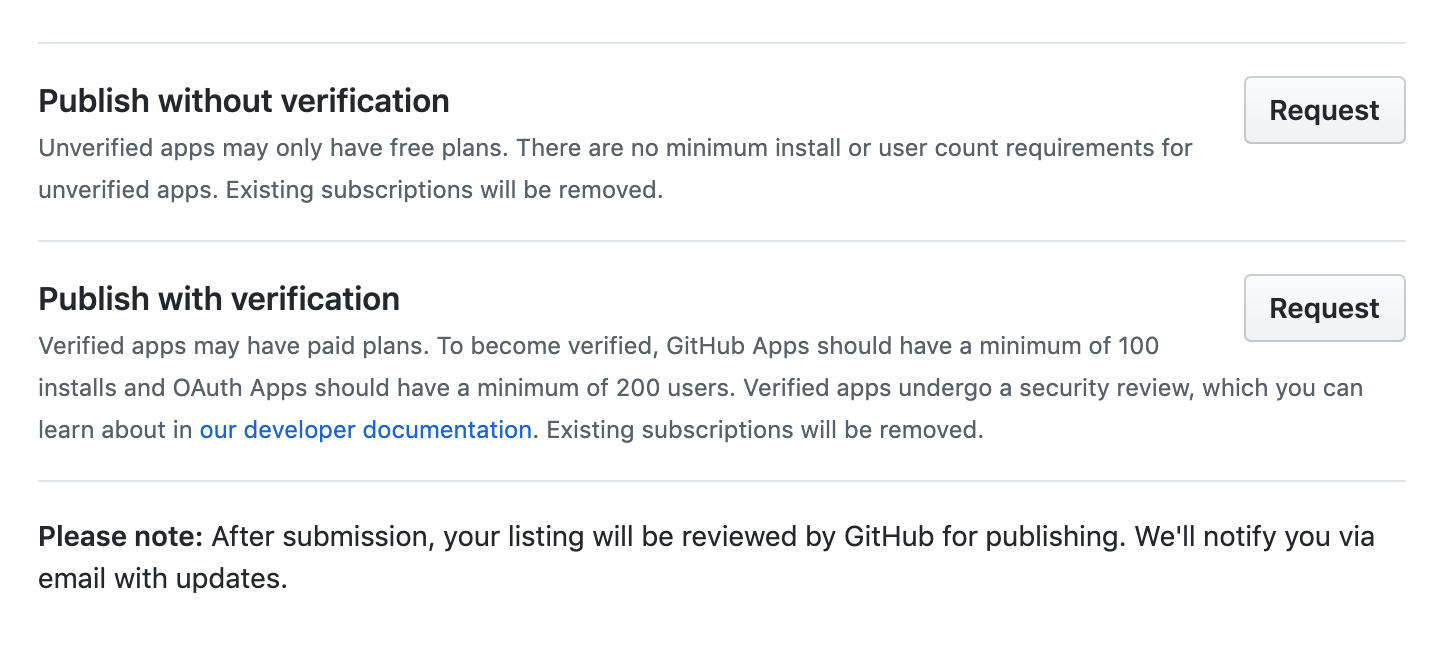 Publish without verification
Request
Unverified apps may only have free plans. There are no minimum install or user count requirements for
unverified apps. Existing subscriptions will be removed.
Publish with verification
Request
Verified apps may have paid plans. To become verified, GitHub Apps should have a minimum of 100
installs and OAuth Apps should have a minimum of 200 users. Verified apps undergo a security review, which you can
learn about in our developer documentation. Existing subscriptions will be removed.
Please note: After submission, your listing will be reviewed by GitHub for publishing. We'll notify you via
email with updates.